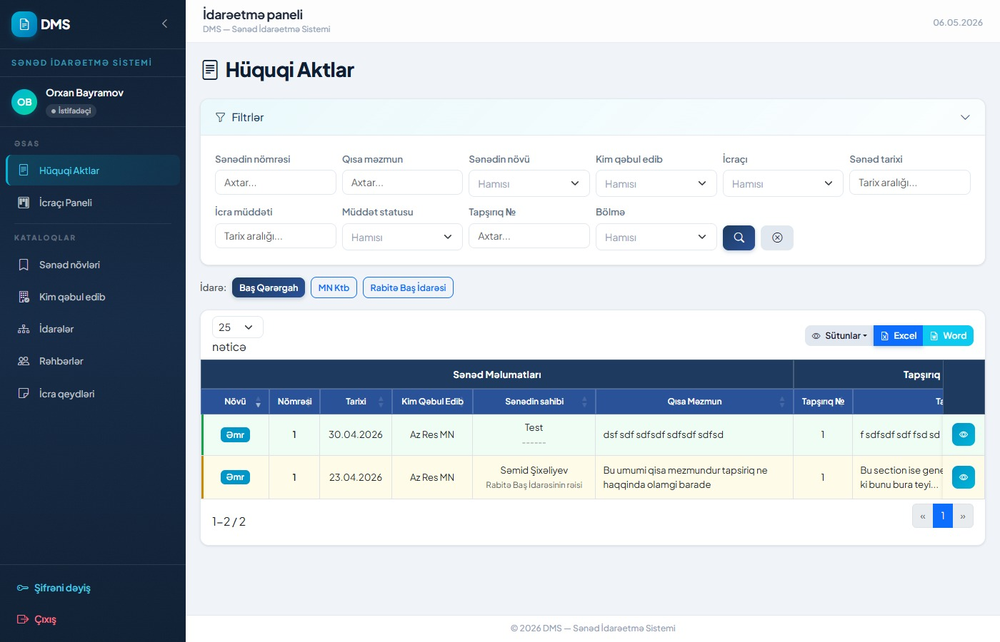 DMS
SƏNƏD İDARƏETMƏ SİSTEMİ
OB
Orxan Bayramov
İstifadəçi
ƏSAS
Hüquqi Aktlar
İcraçı Paneli
KATALOQLAR
Sənəd növləri
Kim qəbul edib
İdarələr
Rəhbərlər
İcra qeydləri
Şifrəni dəyiş
Çıxış
İdarəetmə paneli
DMS — Sənəd İdarəetmə Sistemi
06.05.2026
Hüquqi Aktlar
Filtrlər
Sənədin nömrəsi Qısa məzmun Sənədin növü Kim qəbul edib İcraçı Sənəd tarixi
Axtar... Axtar... Hamısı Hamısı Hamısı Tarix aralığı...
İcra müddəti Müddət statusu Tapşırıq № Bölmə
Tarix aralığı... Hamısı Axtar... Hamısı
İdarə: Baş Qərərgah MN Ktb Rabitə Baş İdarəsi
25
nəticə
Sütunlar Excel Word
Sənəd Məlumatları Tapşırıq
Növü Nömrəsi Tarixi Kim Qəbul Edib Sənədin sahibi Qısa Məzmun Tapşırıq № Ta
Əmr 1 30.04.2026 Az Res MN Test dsf sdf sdfsdf sdfsdf sdfsd 1 f sdfsdf sdf fsd sd
------
Əmr 1 23.04.2026 Az Res MN Səmid Şixəliyev Bu umumi qisa mezmundur tapsiriq ne 1 Bu section ise gene
Rabitə Baş İdarəsinin rəisi haqqinda olamgi barade ki bunu bura teyi...
1–2 / 2
« 1 »
© 2026 DMS — Sənəd İdarəetmə Sistemi